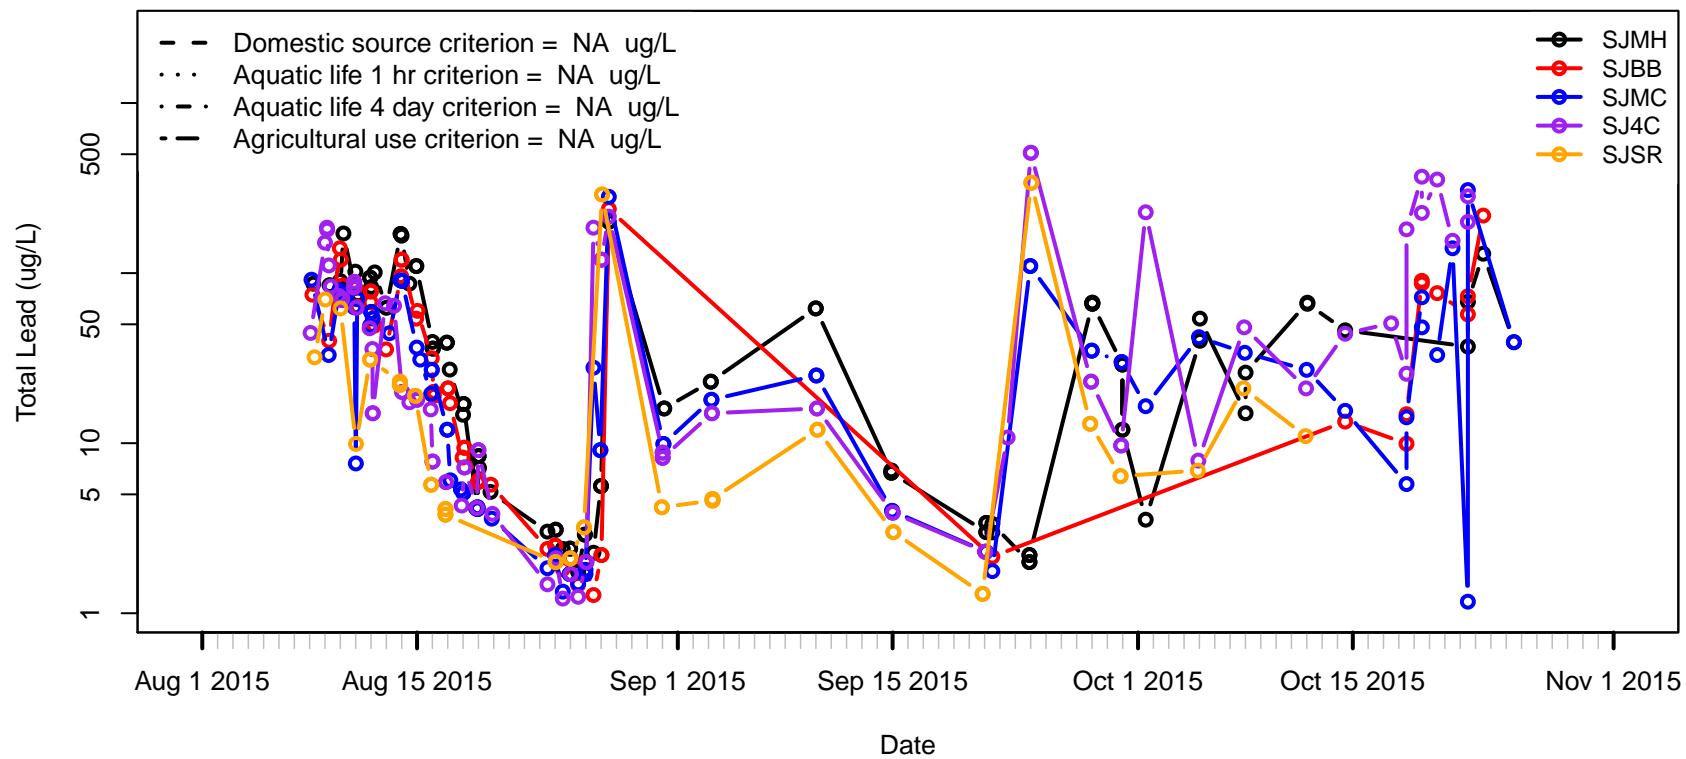 Domestic source criterion =  NA  ug/L
Aquatic life 1 hr criterion =  NA  ug/L
Aquatic life 4 day criterion =  NA  ug/L
Agricultural use criterion =  NA  ug/L
SJMH
SJBB
SJMC
SJ4C
SJSR
Total Lead (ug/L)
500
50
10
5
1
Aug 1 2015
Aug 15 2015
Sep 1 2015
Sep 15 2015
Oct 1 2015
Oct 15 2015
Nov 1 2015
Date